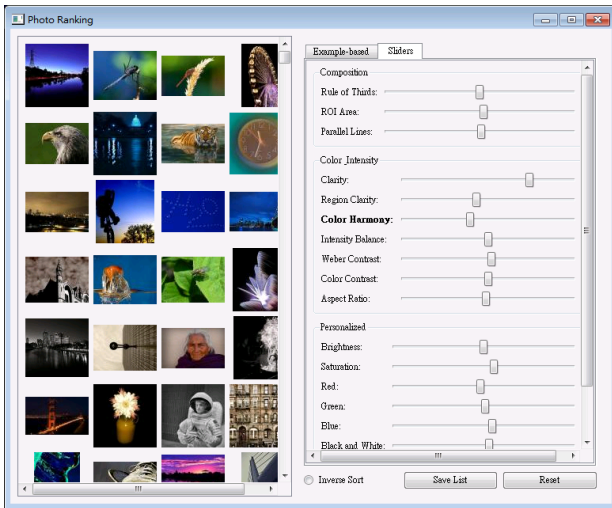 Photo Ranking
Example-based
Sliders
Composition
Rule of Thirds:
ROI Area:
Parallel Lines:
Color_Intensity
Clarity:
Region Clarity:
Color Harmony:
Intensity Balance:
Weber Contrast:
Color Contrast:
Aspect Ratio:
Personalized
Brightness:
Saturation:
Red:
Green:
Blue:
Black and White:
Inverse Sort
Save List
Reset